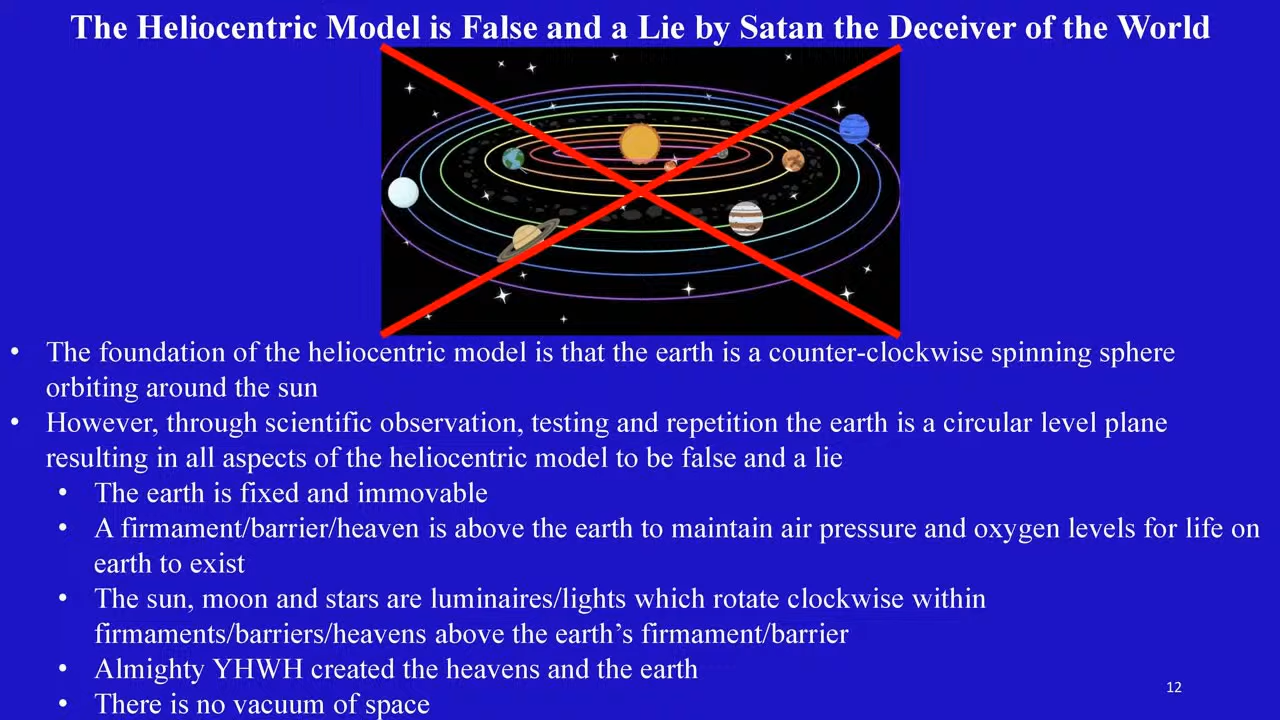 The Heliocentric Model is False and a Lie by Satan the Deceiver of the World
• The foundation of the heliocentric model is that the earth is a counter-clockwise spinning sphere
orbiting around the sun
• However, through scientific observation, testing and repetition the earth is a circular level plane
resulting in all aspects of the heliocentric model to be false and a lie
• The earth is fixed and immovable
• A firmament/barrier/heaven is above the earth to maintain air pressure and oxygen levels for life on
earth to exist
• The sun, moon and stars are luminaires/lights which rotate clockwise within
firmaments/barriers/heavens above the earth’s firmament/barrier
• Almighty YHWH created the heavens and the earth
• There is no vacuum of space
12